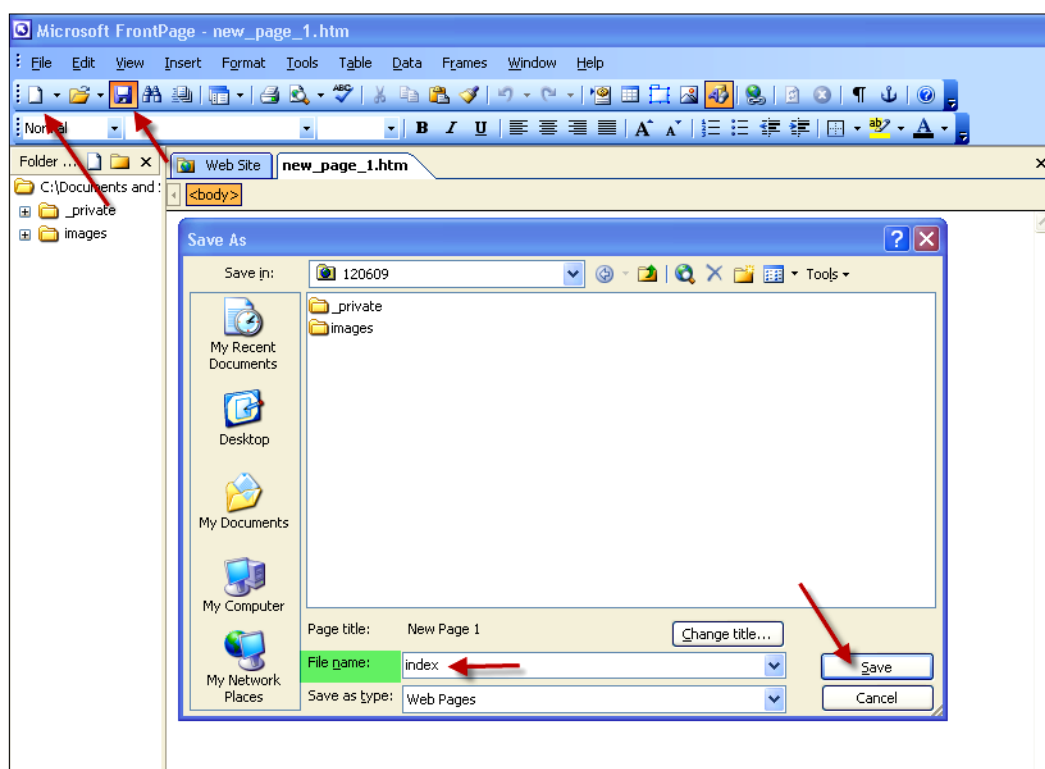 Microsoft FrontPage - new_page_1.htm
File Edit View Insert Format Tools Table Data Frames Window Help
ABC
Normal B I U A A ab A
Folder ... Web Site new_page_1.htm
C:\Documents and <body>
_private
images
Save As
Save in: 120609 Tools
_private
images
My Recent
Documents
Desktop
My Documents
My Computer
My Network
Places
Page title: New Page 1 Change title...
File name: index Save
Save as type: Web Pages Cancel